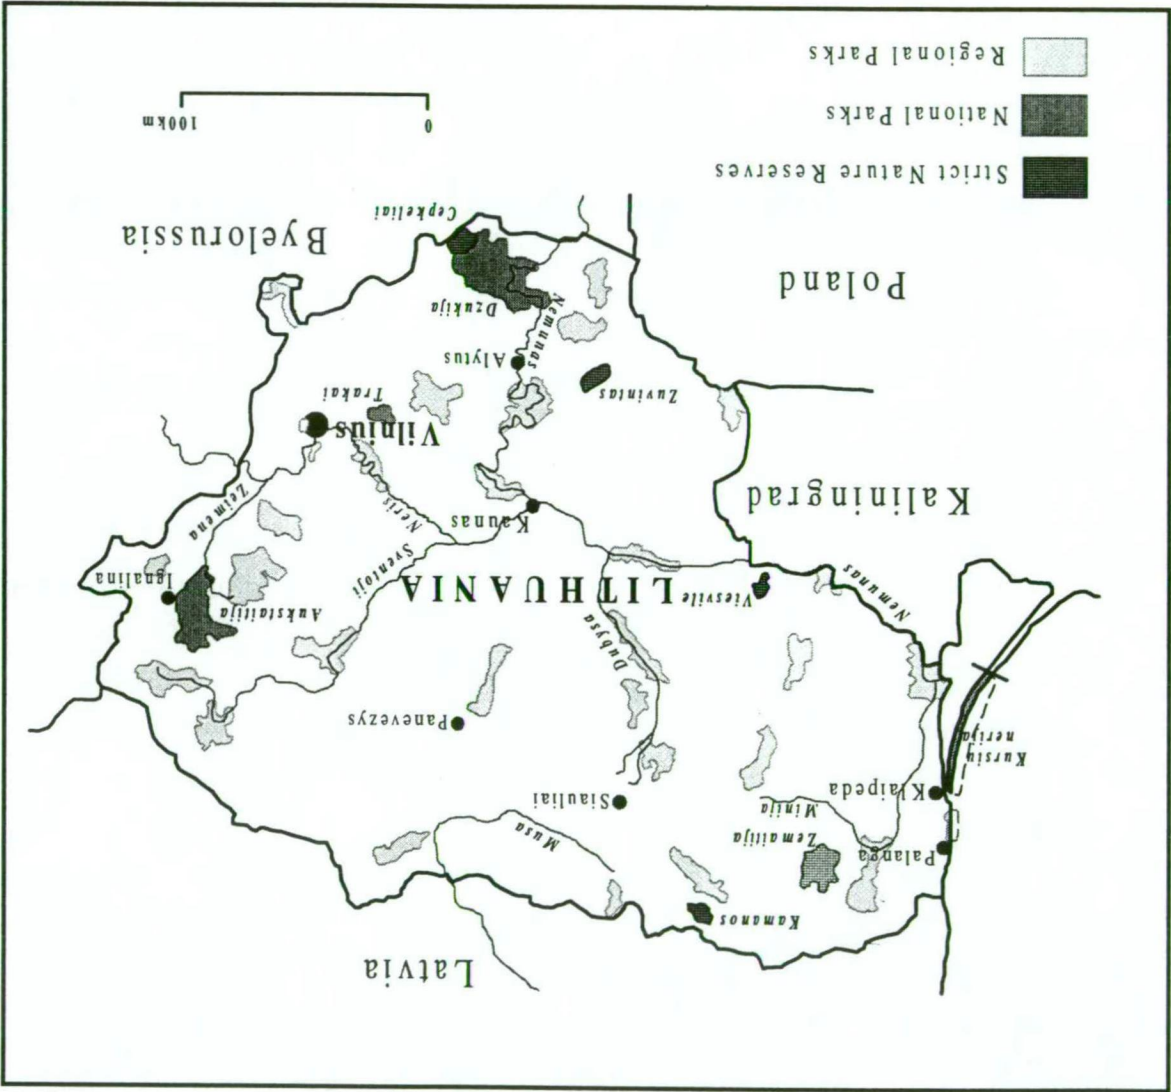 Latvia
Kamanos
Palanga
Zemaitija
Musa
Minija
Siauliai
Klaipeda
Kursiu
nerija
Panevezys
Dubysa
Aukstaitija
Ignalina
Nemunas
Viesvile
LITHUANIA
Sventoji
Kaliningrad
Kaunas
Neris
Zeimena
Vilnius
Zuvintas
Trakai
Alytus
Nemunas
Poland
Dzukija
Byelorussia
Cepkeliai
Strict Nature Reserves
National Parks
Regional Parks
0 100km